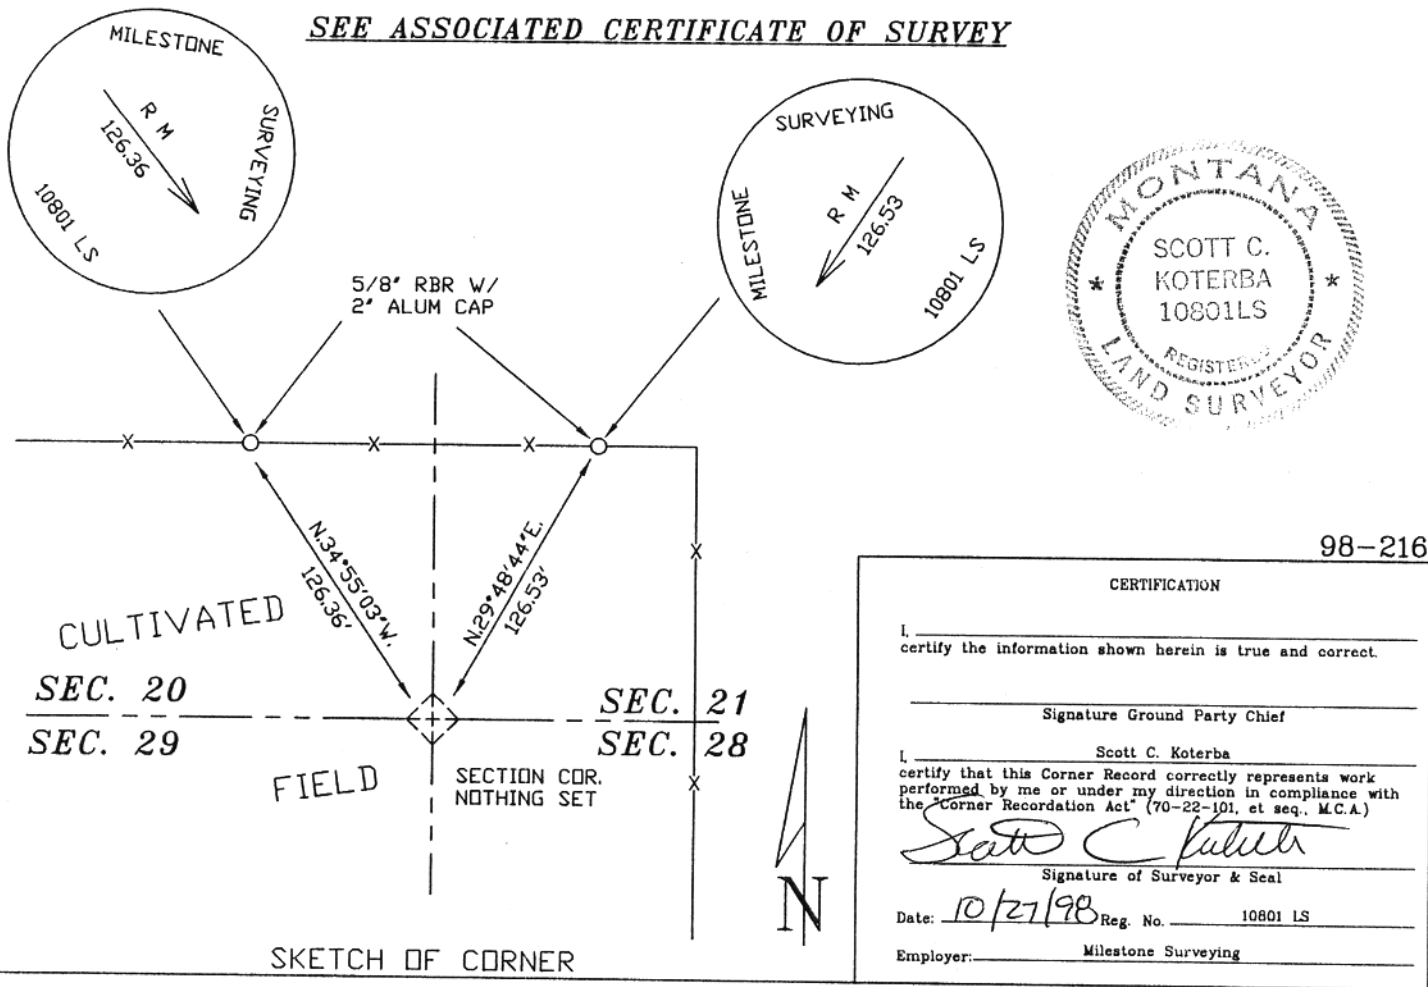 SEE ASSOCIATED CERTIFICATE OF SURVEY
MILESTONE
SURVEYING
R M
126.36
10801 LS
SURVEYING
MILESTONE
R M
126.53
10801 LS
MONTANA
SCOTT C.
KOTERBA
10801LS
REGISTERED
LAND SURVEYOR
5/8" RBR W/
2" ALUM CAP
X
X
X
X
X
N.34°55'03"W.
126.36'
N.29°48'44"E.
126.53'
CULTIVATED
FIELD
SEC. 20
SEC. 29
SEC. 21
SEC. 28
SECTION COR.
NOTHING SET
N
SKETCH OF CORNER
98-216
CERTIFICATION
I,
certify the information shown herein is true and correct.
Signature Ground Party Chief
I, Scott C. Koterba
certify that this Corner Record correctly represents work
performed by me or under my direction in compliance with
the "Corner Recordation Act" (70-22-101, et seq., M.C.A.)
Scott C Koterba
Signature of Surveyor & Seal
Date: 10/27/98 Reg. No. 10801 LS
Employer: Milestone Surveying